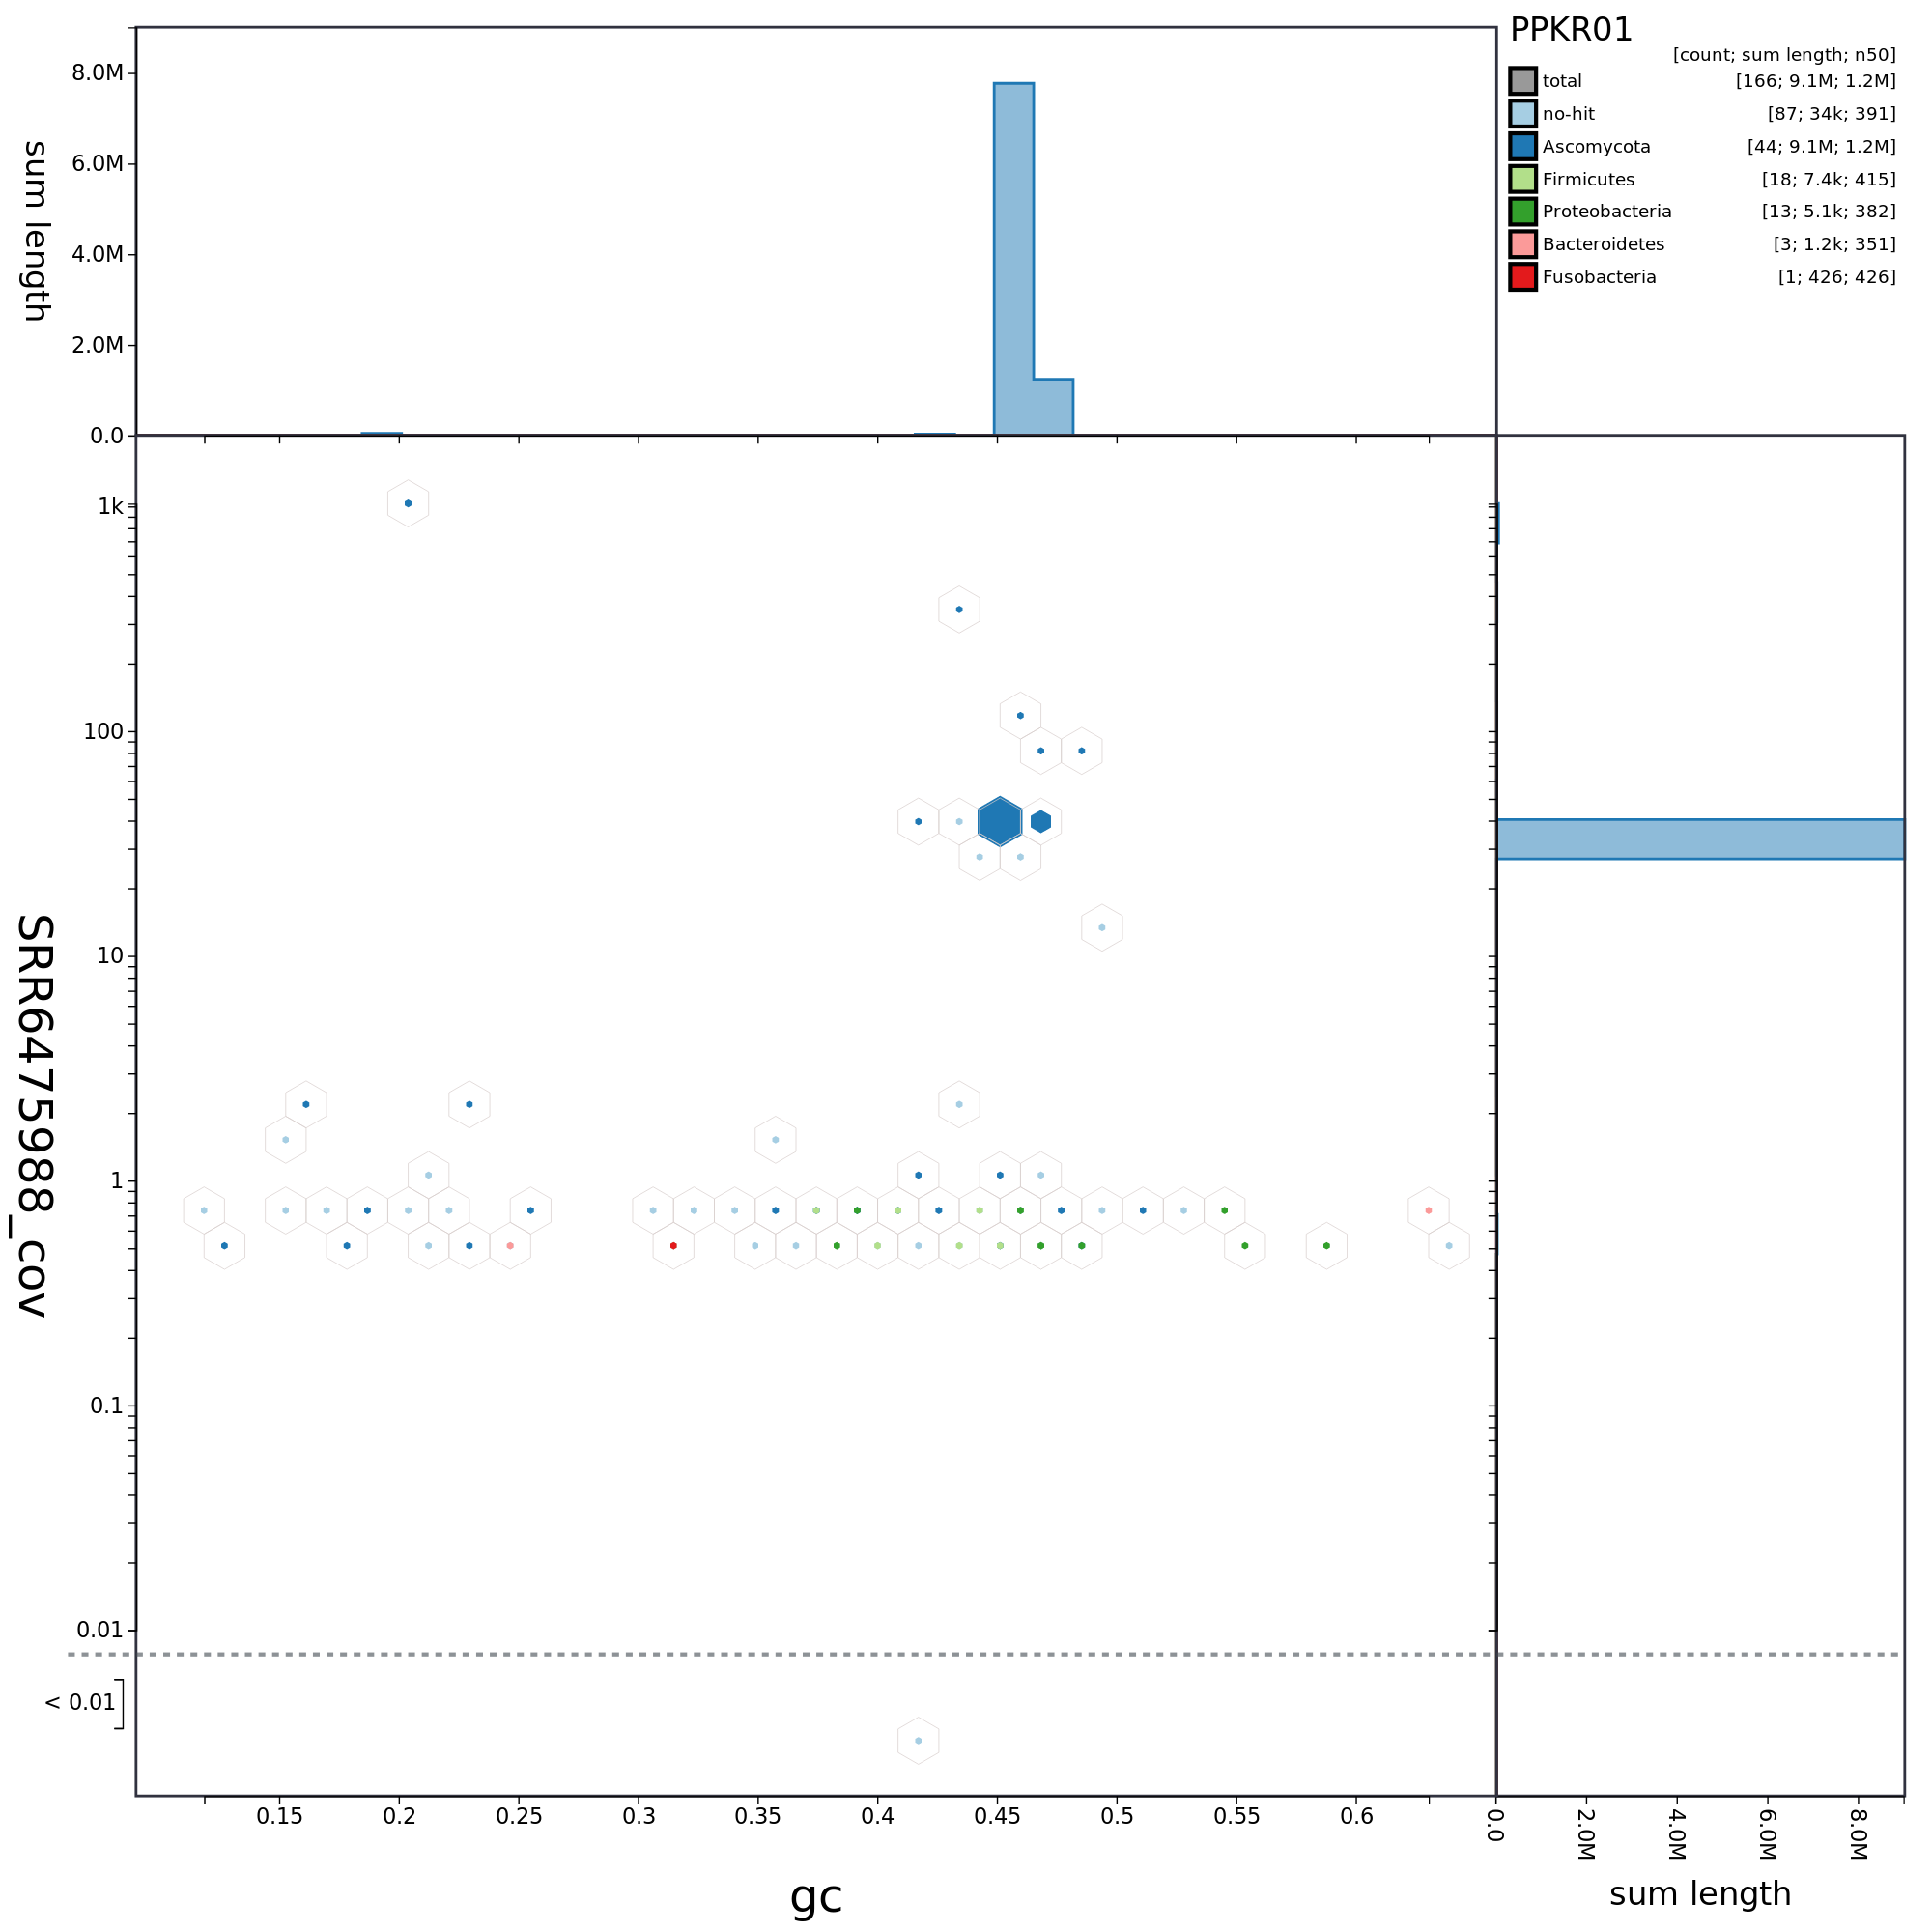 PPKR01
[count; sum length; n50]
total [166; 9.1M; 1.2M]
no-hit [87; 34k; 391]
Ascomycota [44; 9.1M; 1.2M]
Firmicutes [18; 7.4k; 415]
Proteobacteria [13; 5.1k; 382]
Bacteroidetes [3; 1.2k; 351]
Fusobacteria [1; 426; 426]
sum length
8.0M
6.0M
4.0M
2.0M
0.0
SRR6475988_cov
1k
100
10
1
0.1
0.01
< 0.01
0.15 0.2 0.25 0.3 0.35 0.4 0.45 0.5 0.55 0.6
gc
0.0 2.0M 4.0M 6.0M 8.0M
sum length